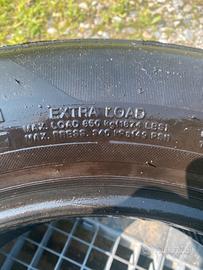 EXTRA LOAD
MAX. LOAD 850 kg (1874 LBS)
MAX. PRESS. 340 kPa (49 PSI)